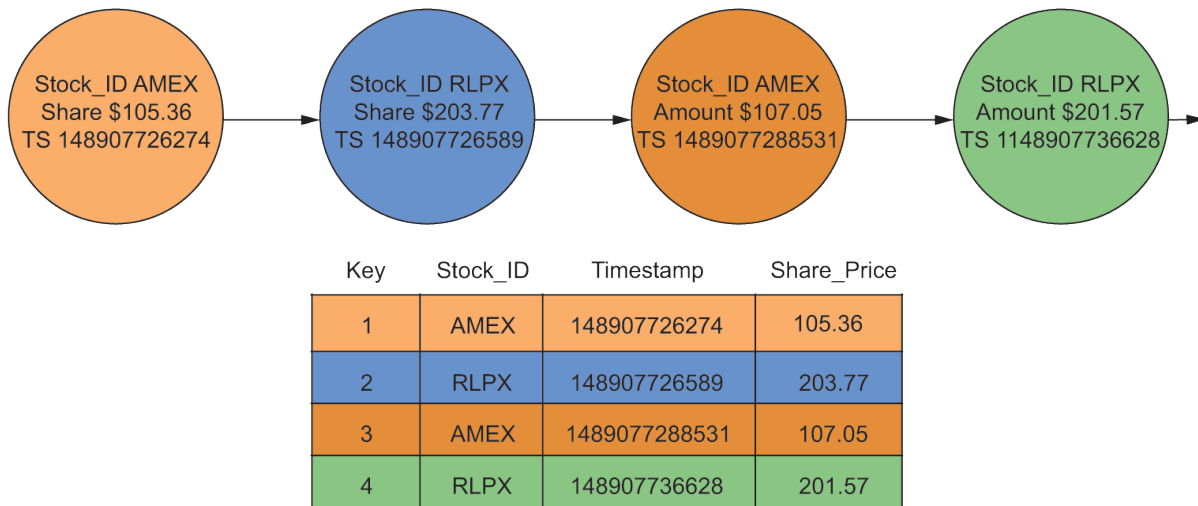 Stock_ID AMEX
Share $105.36
TS 148907726274
Stock_ID RLPX
Share $203.77
TS 148907726589
Stock_ID AMEX
Amount $107.05
TS 1489077288531
Stock_ID RLPX
Amount $201.57
TS 1148907736628
Key Stock_ID Timestamp Share_Price
1 AMEX 148907726274 105.36
2 RLPX 148907726589 203.77
3 AMEX 1489077288531 107.05
4 RLPX 148907736628 201.57